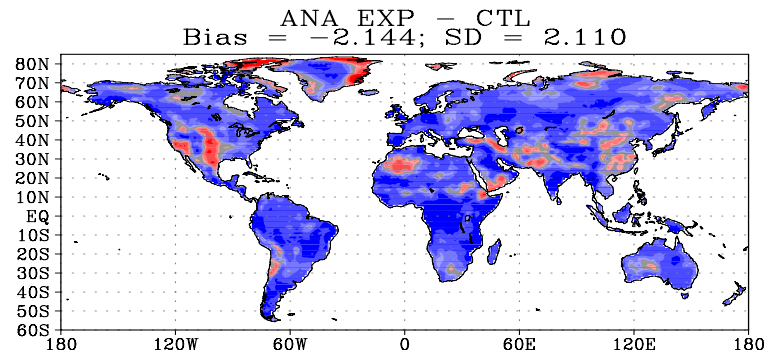 ANA EXP − CTL
Bias = −2.144; SD = 2.110
80N
70N
60N
50N
40N
30N
20N
10N
EQ
10S
20S
30S
40S
50S
60S
180 120W 60W 0 60E 120E 180